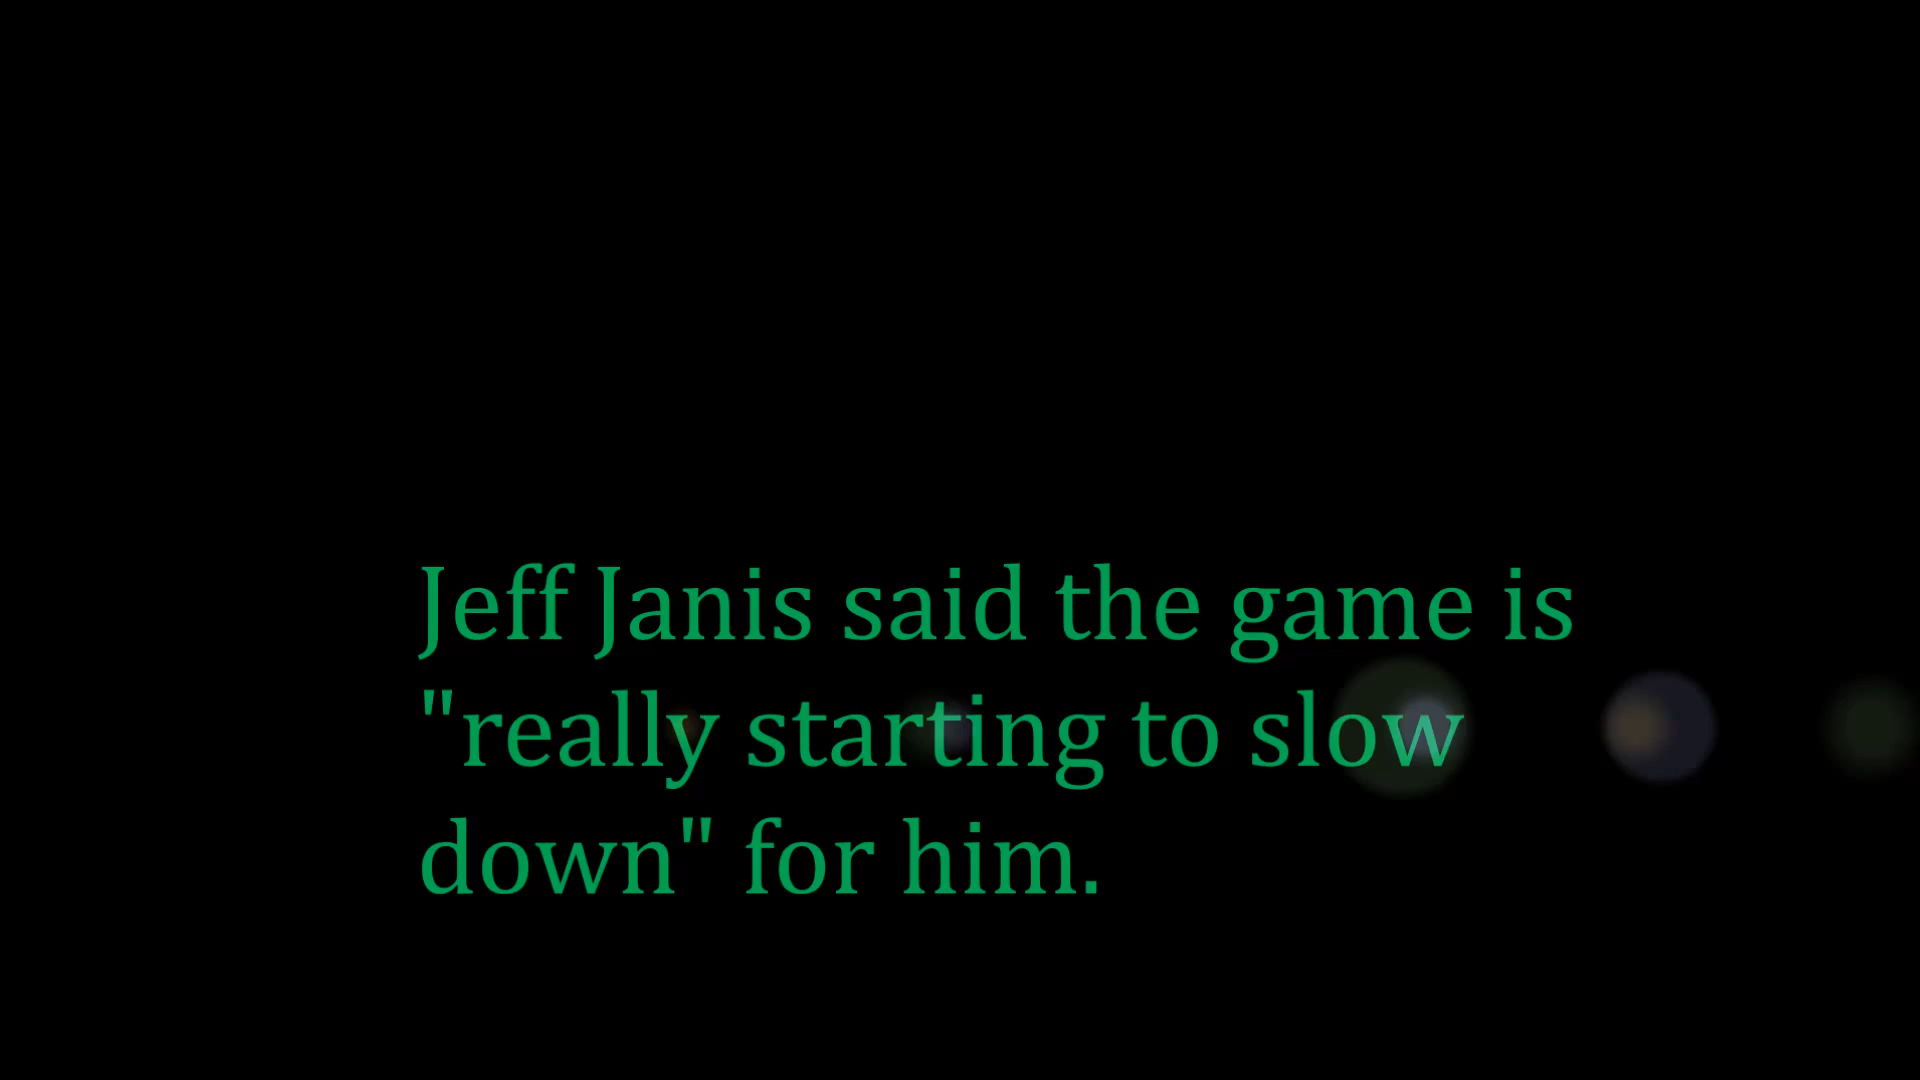 Jeff Janis said the game is
"really starting to slow
down" for him.